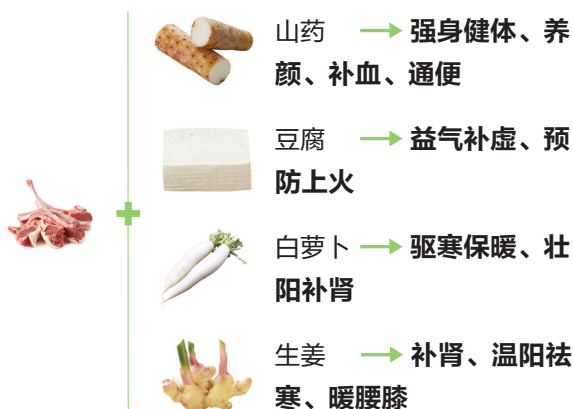 山药 → 强身健体、养
颜、补血、通便
豆腐 → 益气补虚、预
防上火
白萝卜 → 驱寒保暖、壮
阳补肾
生姜 → 补肾、温阳祛
寒、暖腰膝